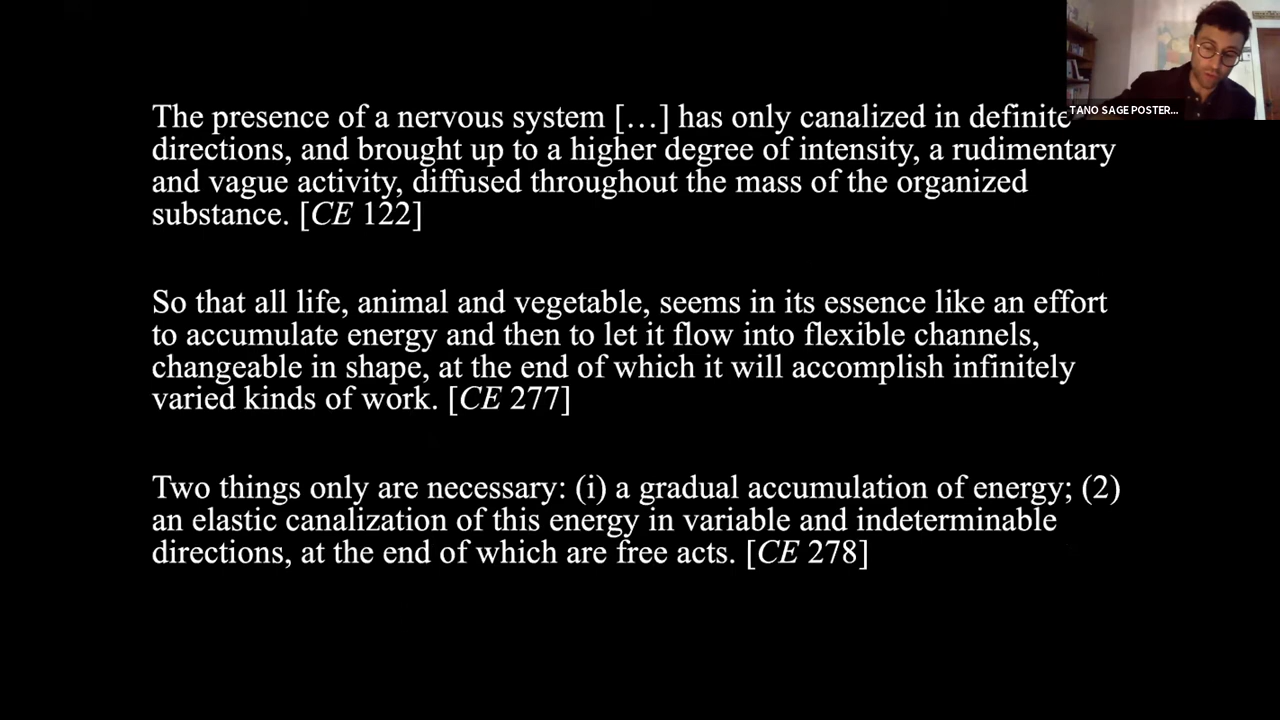 TANO SAGE POSTER...
The presence of a nervous system […] has only canalized in definite
directions, and brought up to a higher degree of intensity, a rudimentary
and vague activity, diffused throughout the mass of the organized
substance. [CE 122]
So that all life, animal and vegetable, seems in its essence like an effort
to accumulate energy and then to let it flow into flexible channels,
changeable in shape, at the end of which it will accomplish infinitely
varied kinds of work. [CE 277]
Two things only are necessary: (i) a gradual accumulation of energy; (2)
an elastic canalization of this energy in variable and indeterminable
directions, at the end of which are free acts. [CE 278]